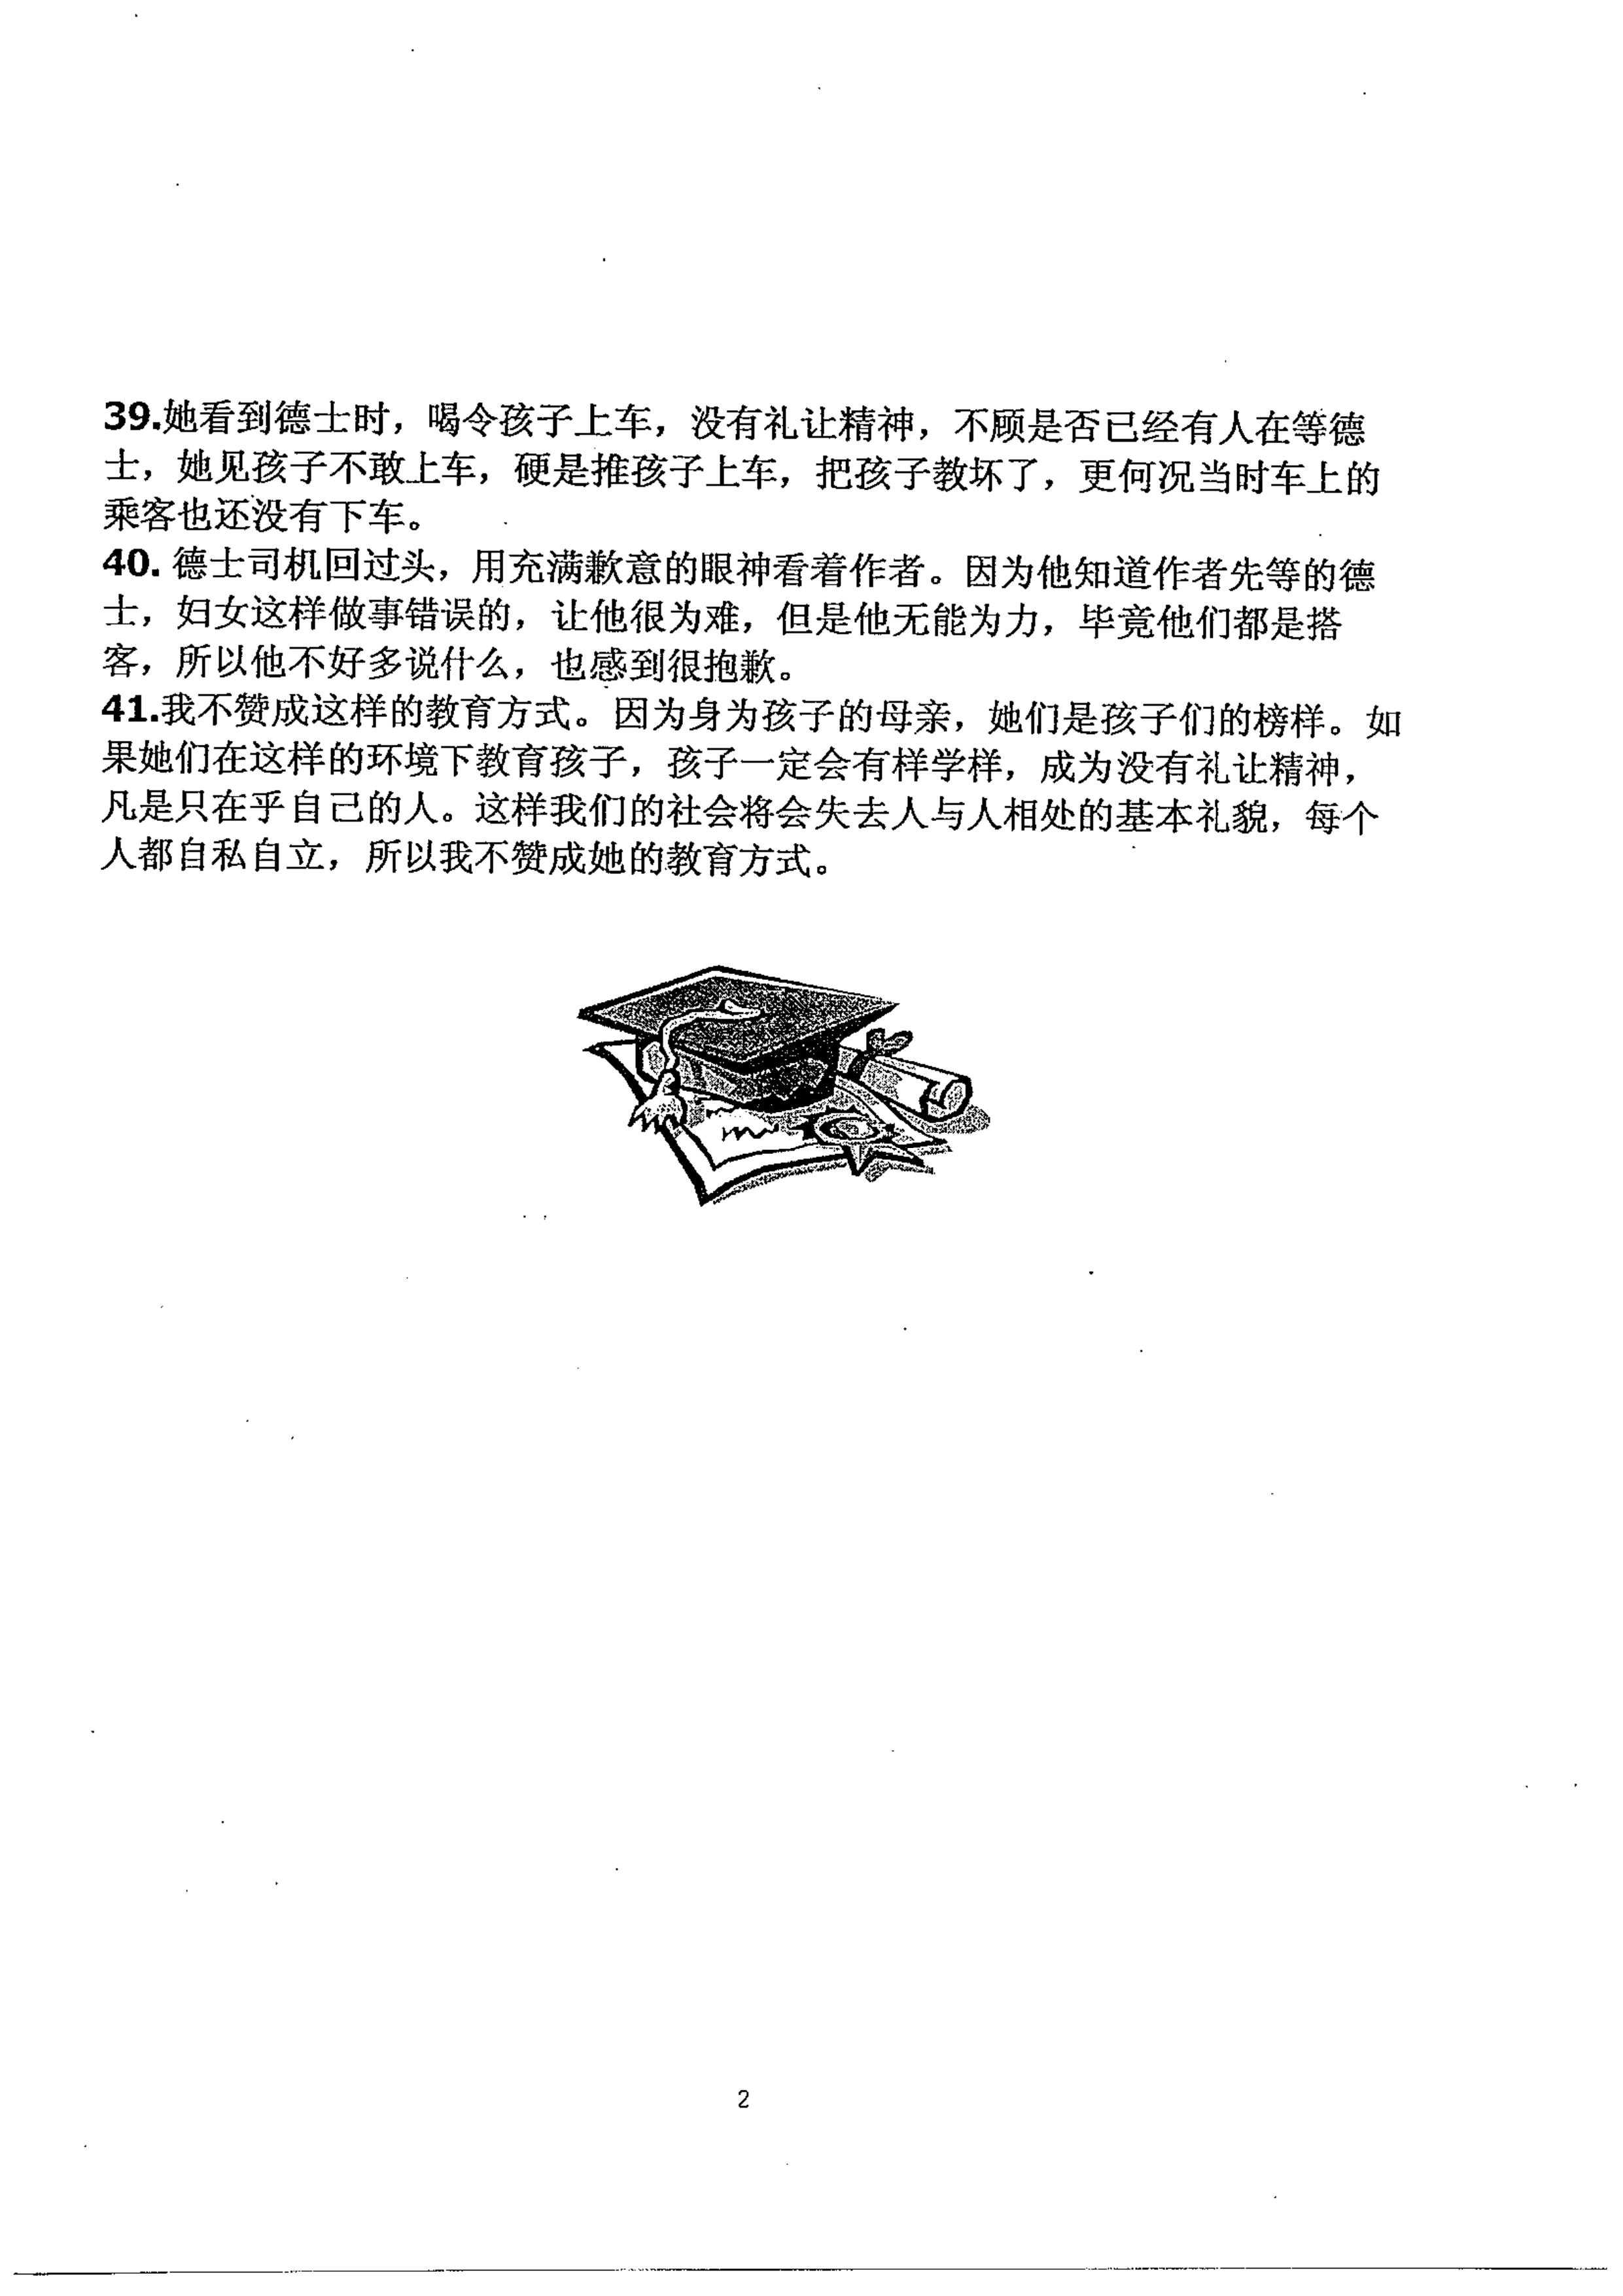 39.她看到德士时，喝令孩子上车，没有礼让精神，不顾是否已经有人在等德
士，她见孩子不敢上车，硬是推孩子上车，把孩子教坏了，更何况当时车上的
乘客也还没有下车。
40. 德士司机回过头，用充满歉意的眼神看着作者。因为他知道作者先等的德
士，妇女这样做事错误的，让他很为难，但是他无能为力，毕竟他们都是搭
客，所以他不好多说什么，也感到很抱歉。
41.我不赞成这样的教育方式。因为身为孩子的母亲，她们是孩子们的榜样。如
果她们在这样的环境下教育孩子，孩子一定会有样学样，成为没有礼让精神，
凡是只在乎自己的人。这样我们的社会将会失去人与人相处的基本礼貌，每个
人都自私自立，所以我不赞成她的教育方式。
2